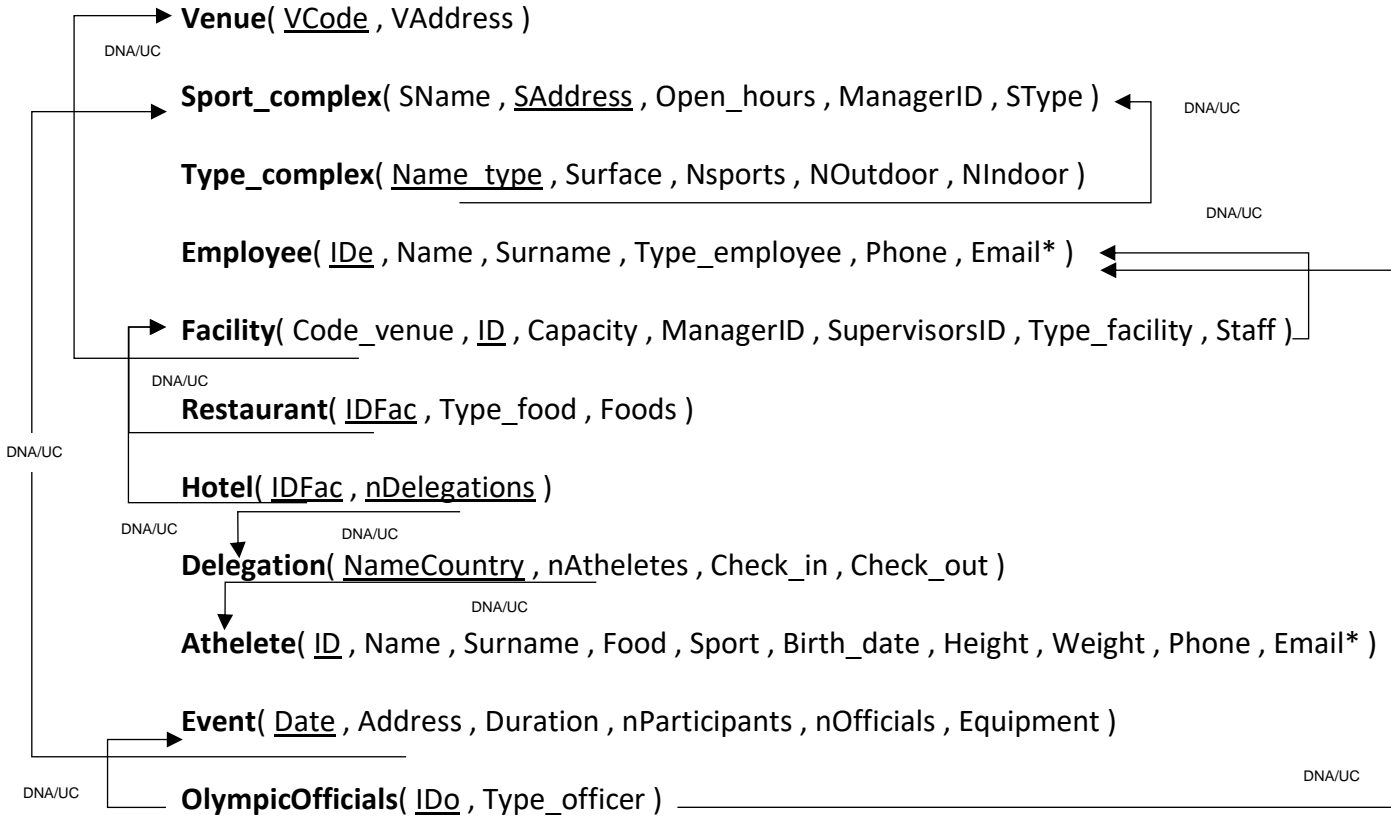 Venue( VCode , VAddress )
DNA/UC
Sport_complex( SName , SAddress , Open_hours , ManagerID , SType )
DNA/UC
Type_complex( Name_type , Surface , Nsports , NOutdoor , NIndoor )
DNA/UC
Employee( IDe , Name , Surname , Type_employee , Phone , Email* )
Facility( Code_venue , ID , Capacity , ManagerID , SupervisorsID , Type_facility , Staff )
DNA/UC
Restaurant( IDFac , Type_food , Foods )
DNA/UC
Hotel( IDFac , nDelegations )
DNA/UC DNA/UC
Delegation( NameCountry , nAtheletes , Check_in , Check_out )
DNA/UC
Athelete( ID , Name , Surname , Food , Sport , Birth_date , Height , Weight , Phone , Email* )
Event( Date , Address , Duration , nParticipants , nOfficials , Equipment )
DNA/UC
DNA/UC OlympicOfficials( IDo , Type_officer )